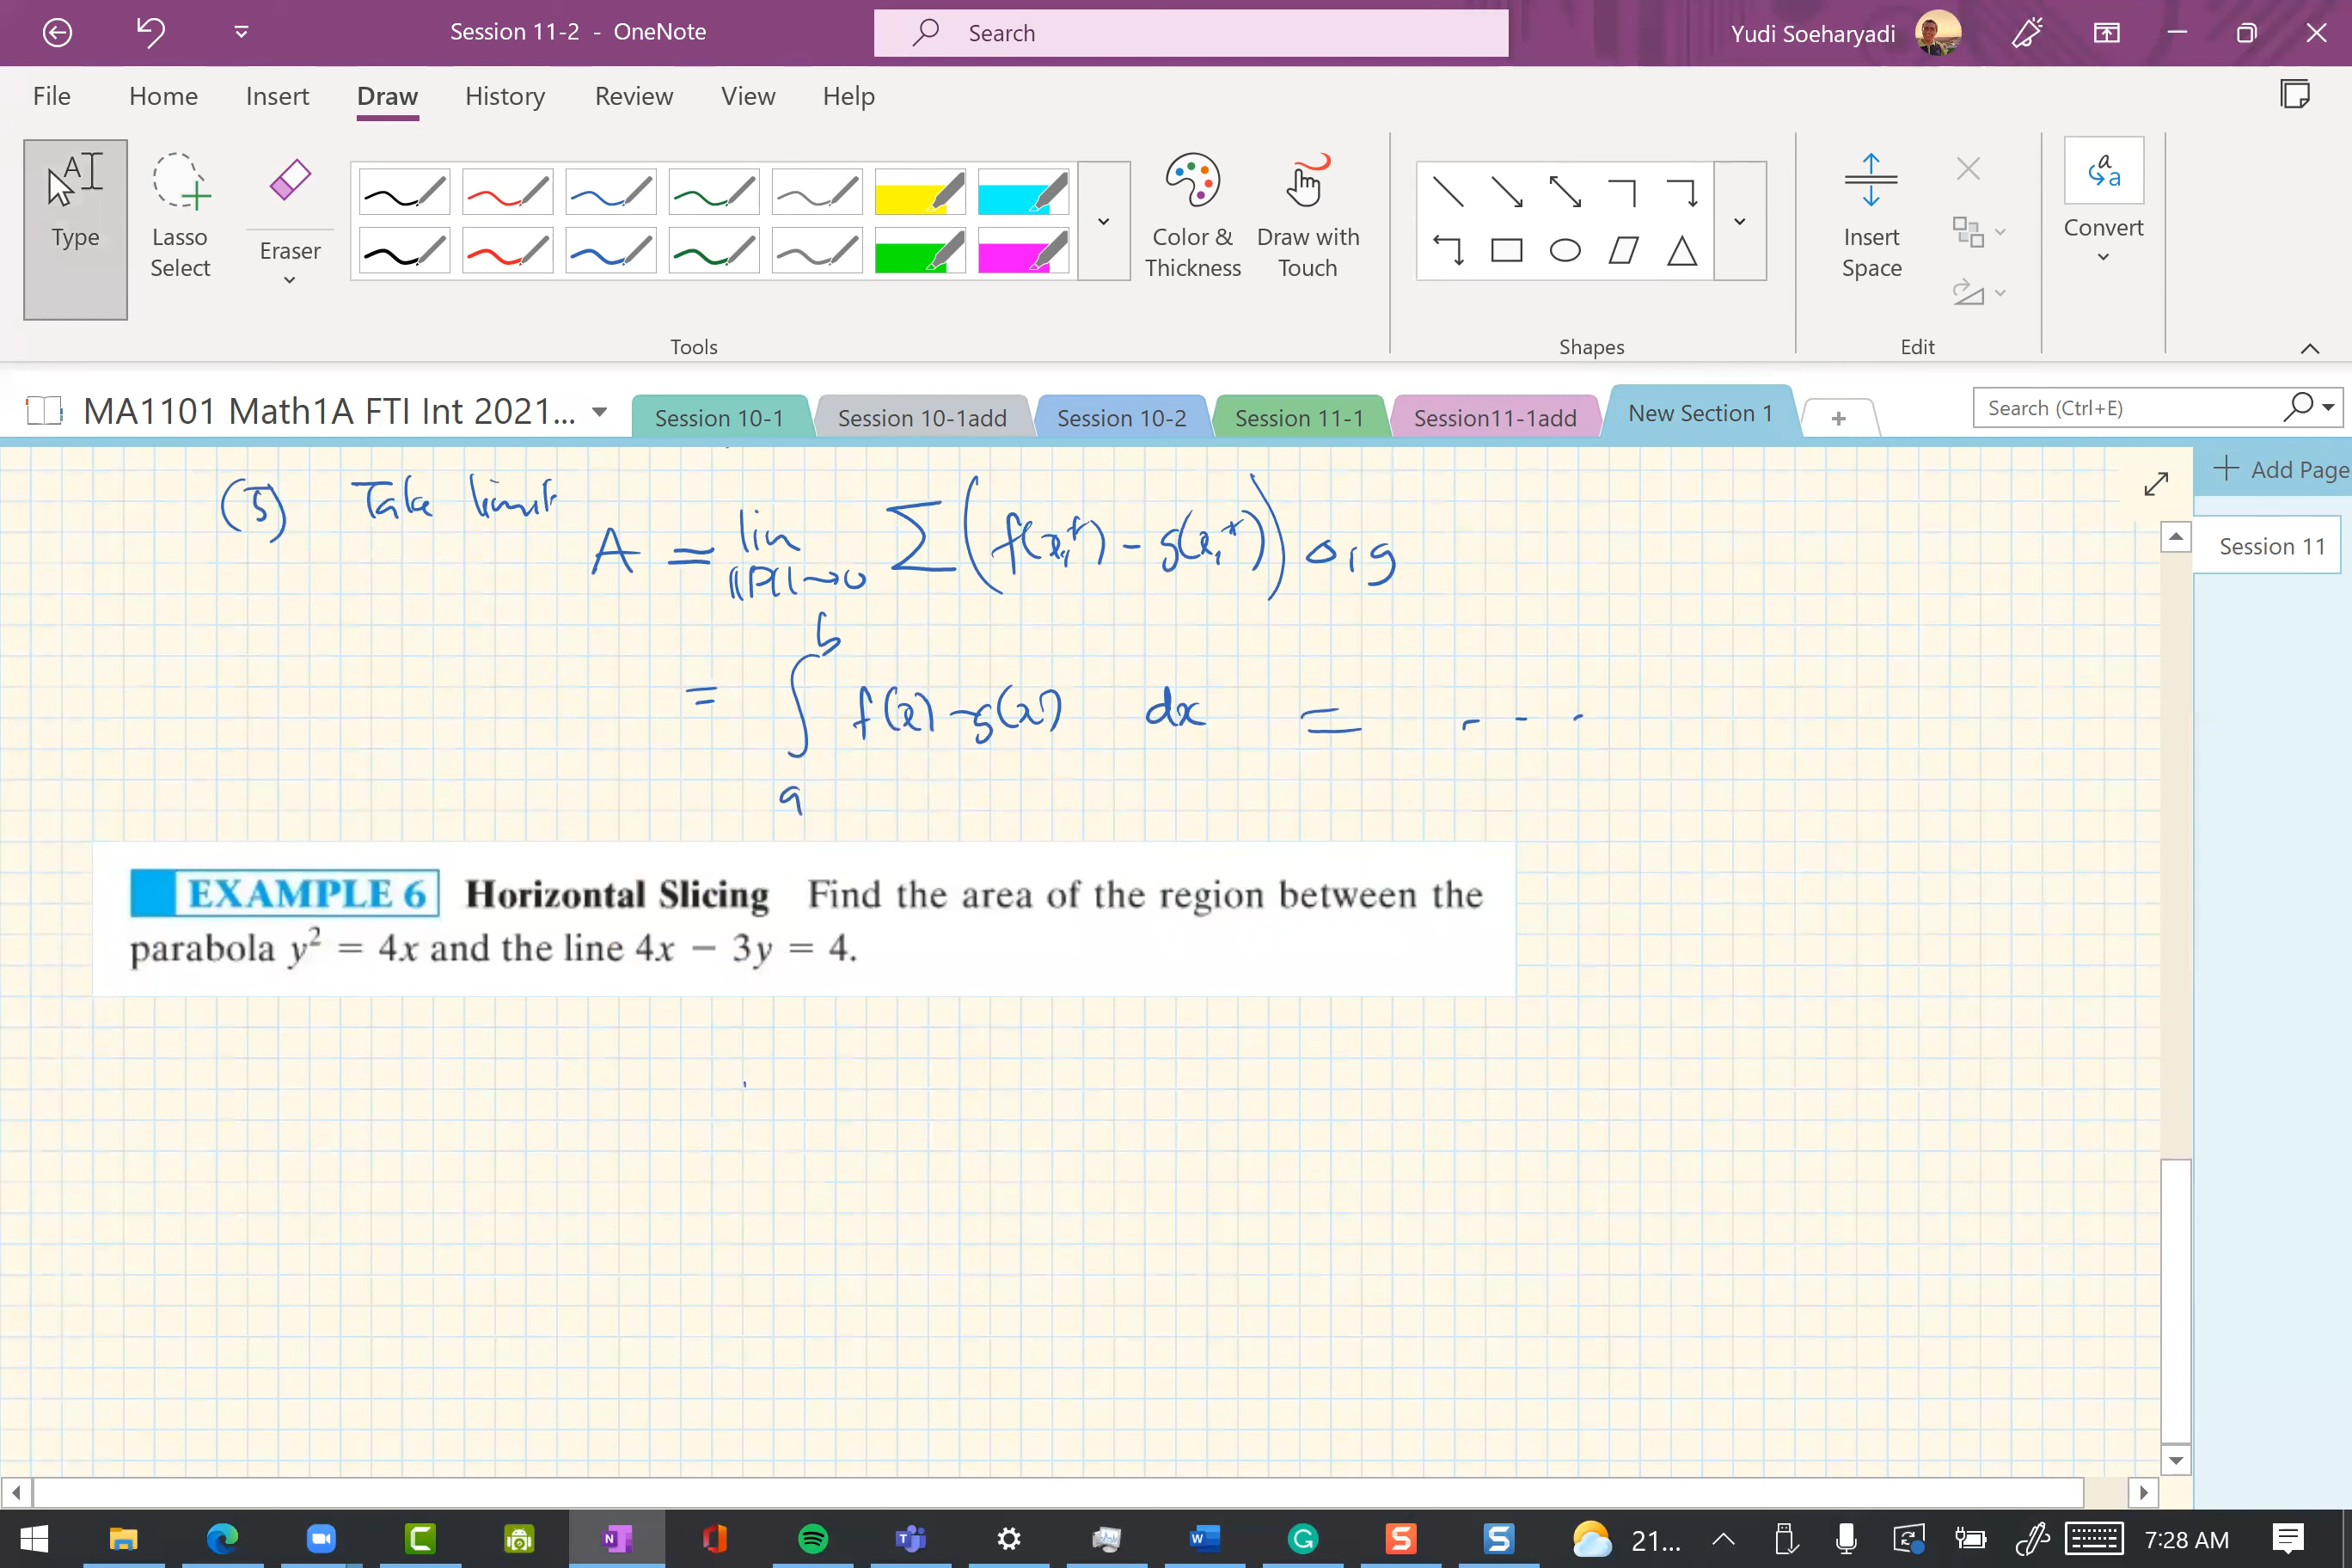 Session 11-2 - OneNote
Search
Yudi Soeharyadi
File Home Insert Draw History Review View Help
Type
Lasso Select
Eraser
Color & Thickness
Draw with Touch
Insert Space
Convert
Tools
Shapes
Edit
MA1101 Math1A FTI Int 2021...
Session 10-1
Session 10-1add
Session 10-2
Session 11-1
Session11-1add
New Section 1
Search (Ctrl+E)
Add Page
Session 11
(5) Take limit
A = lim ||P||→0 ∑ (f(x₁*) - g(x₁*))
= ∫ₐᵇ f(x) - g(x) dx = ...
EXAMPLE 6 Horizontal Slicing Find the area of the region between the
parabola y² = 4x and the line 4x − 3y = 4.
21...
7:28 AM